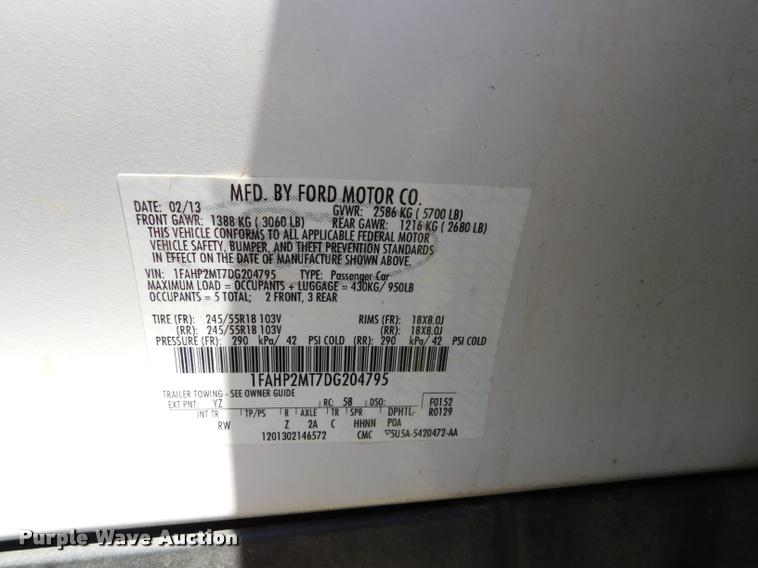 MFD. BY FORD MOTOR CO.
DATE: 02/13 GVWR: 2586 KG ( 5700 LB)
FRONT GAWR: 1388 KG ( 3060 LB) REAR GAWR: 1216 KG ( 2680 LB)
THIS VEHICLE CONFORMS TO ALL APPLICABLE FEDERAL MOTOR
VEHICLE SAFETY, BUMPER, AND THEFT PREVENTION STANDARDS
IN EFFECT ON THE DATE OF MANUFACTURE SHOWN ABOVE.
VIN: 1FAHP2MT7DG204795 TYPE: Passenger Car
MAXIMUM LOAD = OCCUPANTS + LUGGAGE = 430KG/ 950LB
OCCUPANTS = 5 TOTAL; 2 FRONT, 3 REAR
TIRE (FR): 245/55R18 103V RIMS (FR): 18X8.0J
(RR): 245/55R18 103V (RR): 18X8.0J
PRESSURE (FR): 290 kPa/ 42 PSI COLD (RR): 290 kPa/ 42 PSI COLD
1FAHP2MT7DG204795
TRAILER TOWING - SEE OWNER GUIDE
EXT PNT: YZ RC: 58 DSO: F0152
INT TR TP/PS R AXLE TR SPR DPHTL R0129
RW Z 2A C HHNN PQA
1201302146572 CMC 5U5A-5420472-AA
Purple Wave Auction